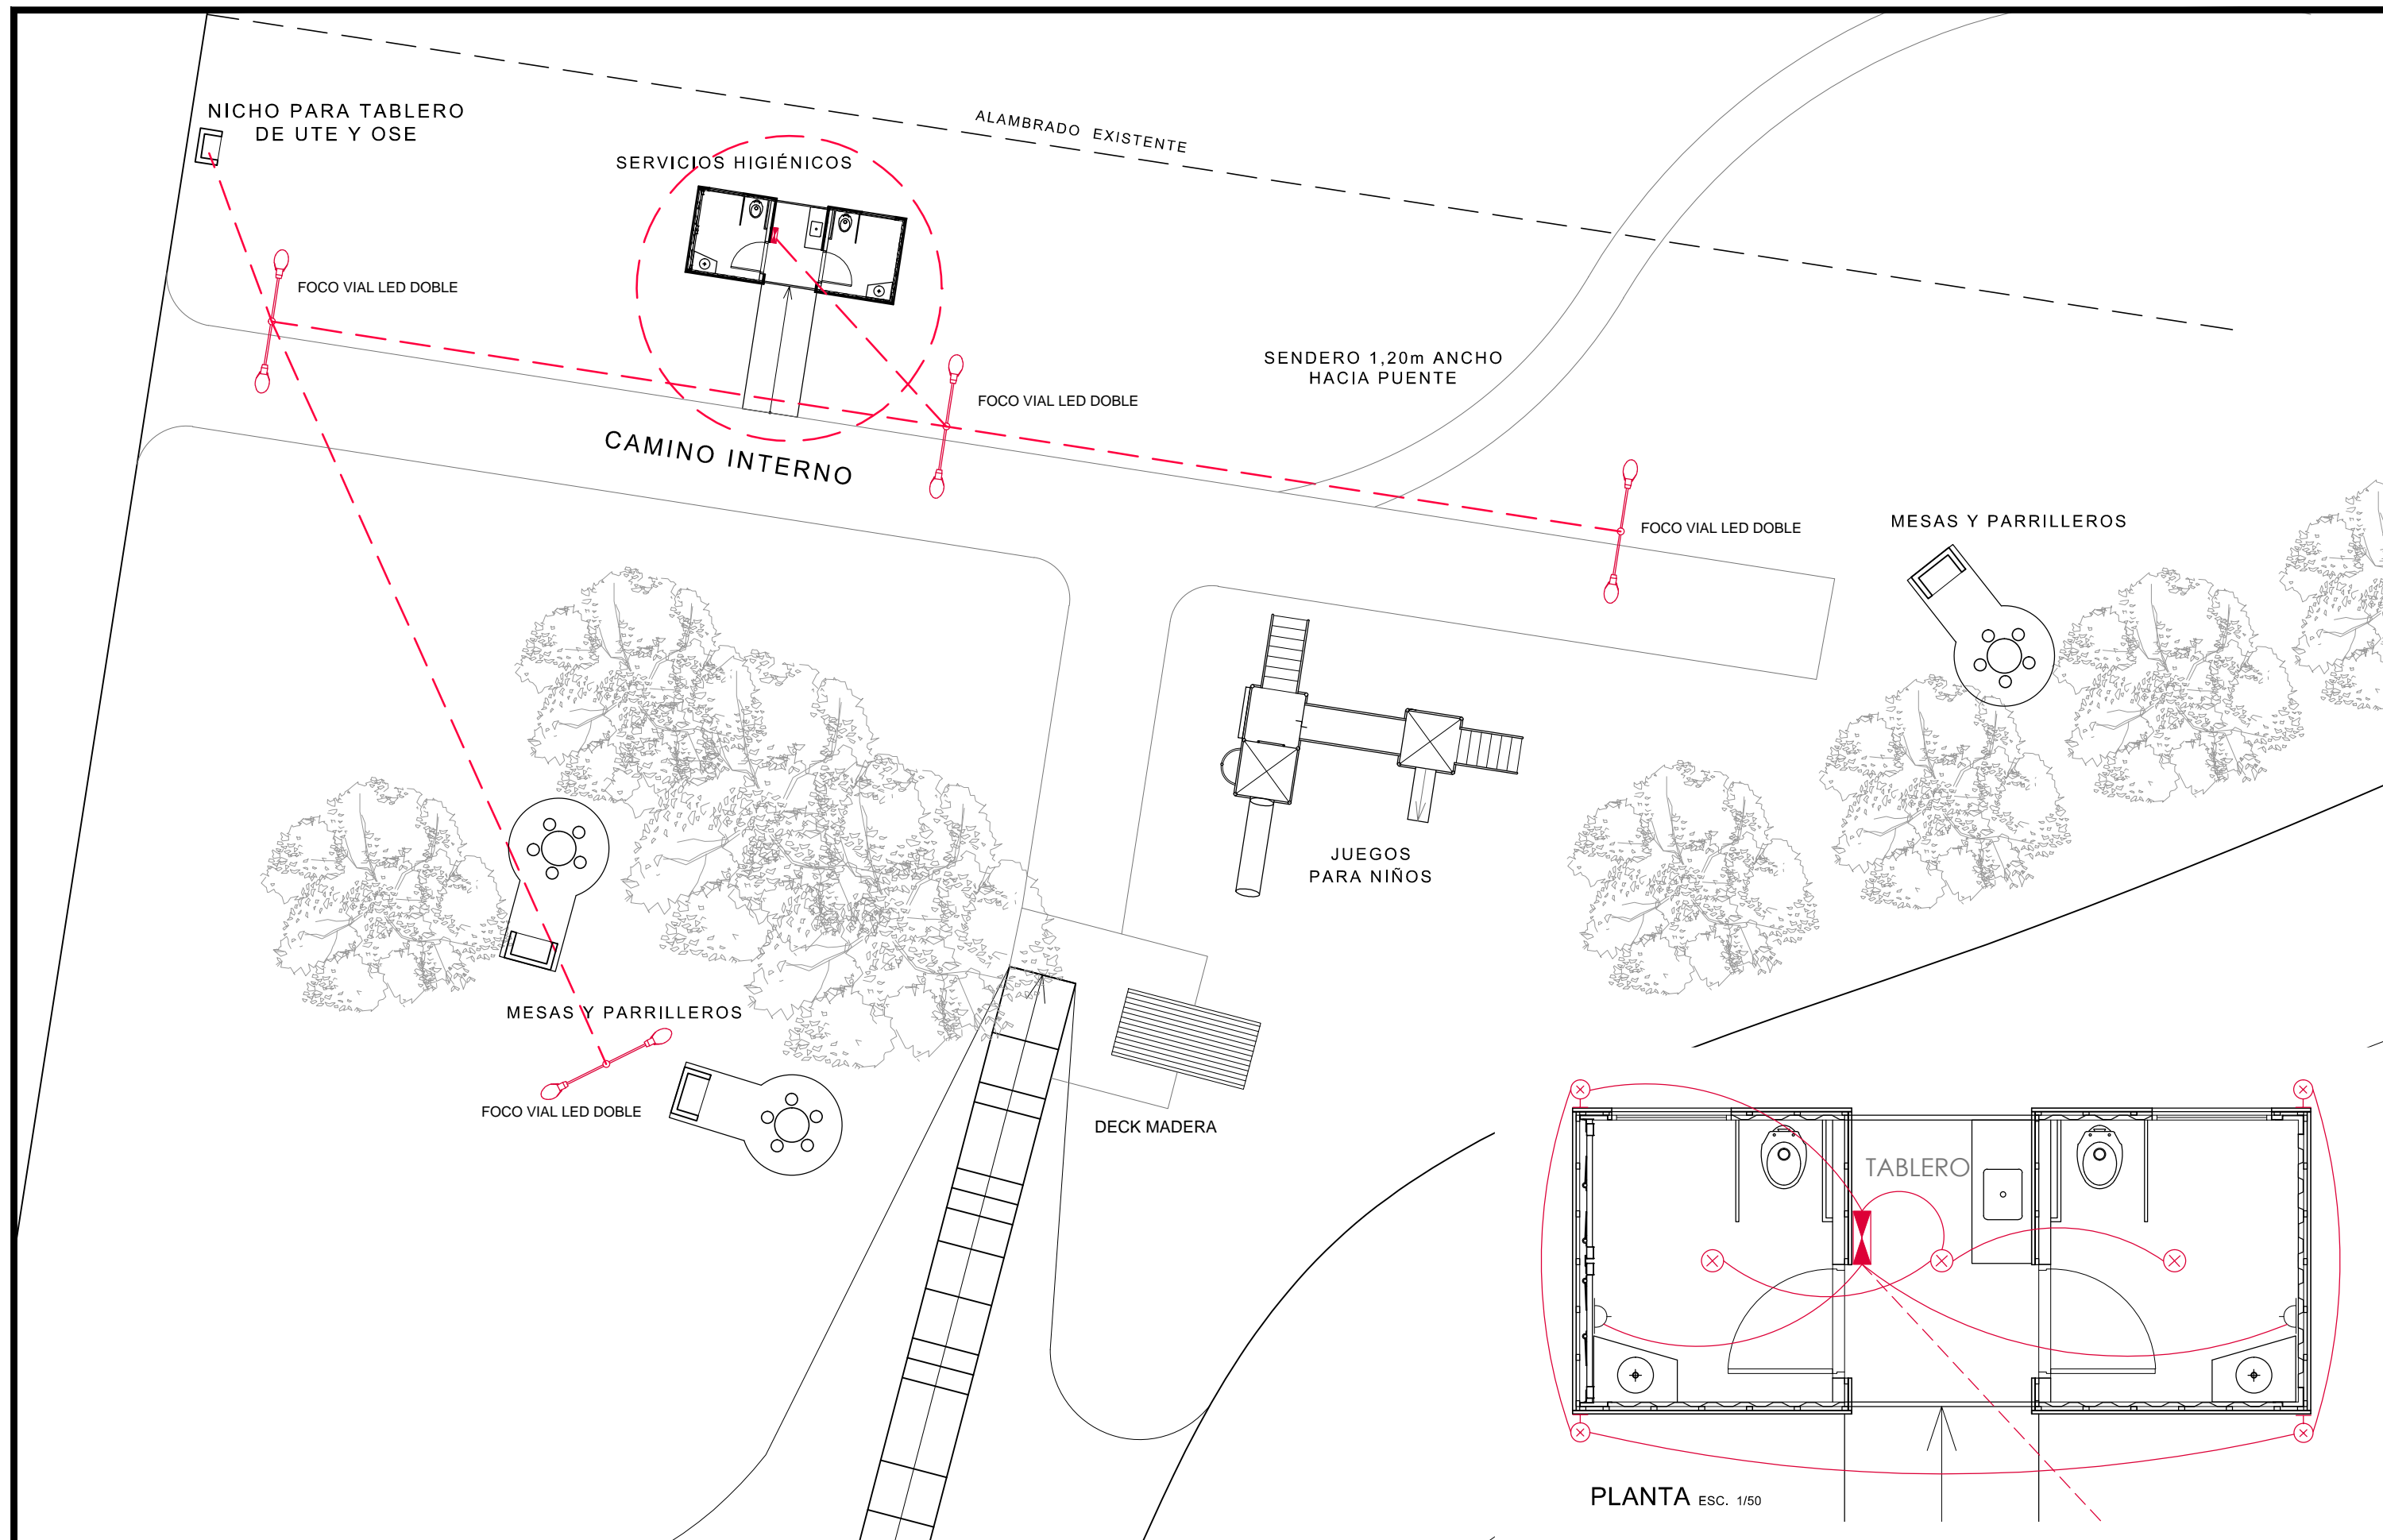 NICHO PARA TABLERO
DE UTE Y OSE
ALAMBRADO EXISTENTE
SERVICIOS HIGIÉNICOS
FOCO VIAL LED DOBLE
SENDERO 1,20m ANCHO
HACIA PUENTE
FOCO VIAL LED DOBLE
CAMINO INTERNO
MESAS Y PARRILLEROS
FOCO VIAL LED DOBLE
JUEGOS
PARA NIÑOS
MESAS Y PARRILLEROS
FOCO VIAL LED DOBLE
DECK MADERA
TABLERO
PLANTA ESC. 1/50